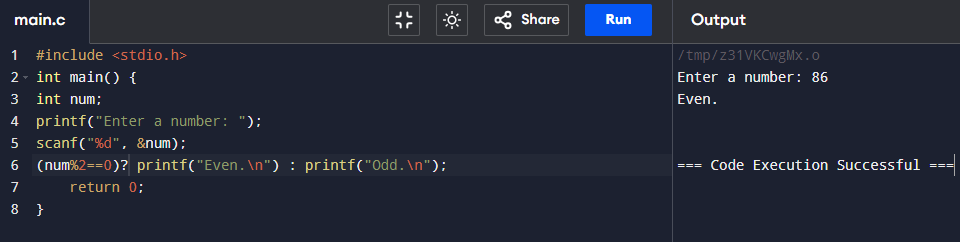 main.c
Share
Run
Output
1 #include <stdio.h>
2 int main() {
3 int num;
4 printf("Enter a number: ");
5 scanf("%d", &num);
6 (num%2==0)? printf("Even.\n") : printf("Odd.\n");
7     return 0;
8 }
/tmp/z31VKCwgMx.o
Enter a number: 86
Even.
=== Code Execution Successful ===